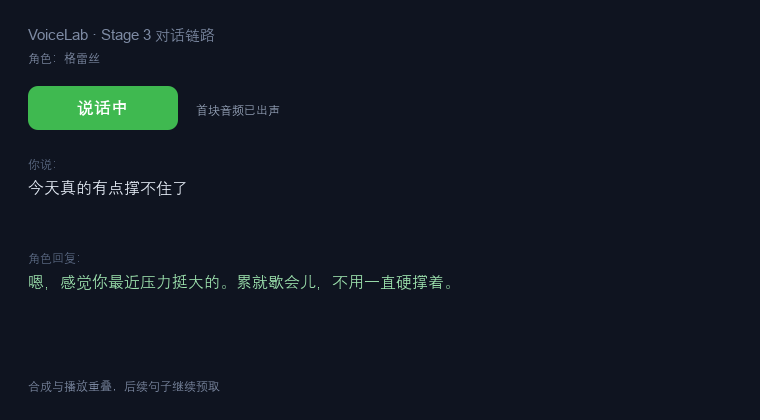 VoiceLab · Stage 3 对话链路
角色：格雷丝
说话中
首块音频已出声
你说：
今天真的有点撑不住了
角色回复：
嗯，感觉你最近压力挺大的。累就歇会儿，不用一直硬撑着。
合成与播放重叠，后续句子继续预取